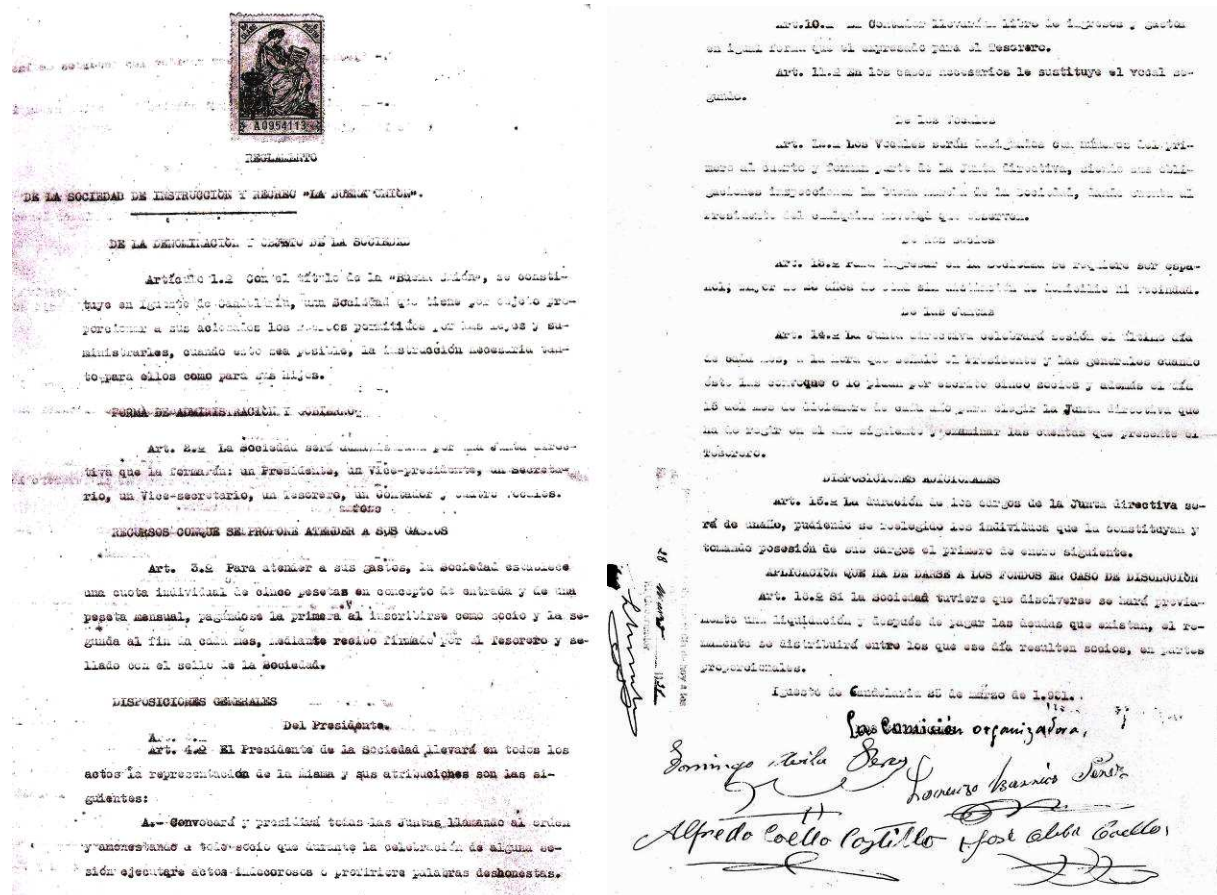 A0954113
REGLAMENTO
DE LA SOCIEDAD DE INSTRUCCIÓN Y RECREO "LA BUENA UNIÓN".
DE LA DENOMINACIÓN Y OBJETO DE LA SOCIEDAD
Artículo 1.º Con el título de la "Buena Unión", se consti-
tuye en Igueste de Candelaria, una Sociedad que tiene por objeto pro-
porcionar a sus los recreos permitidos por las leyes y su-
ministrarles, cuando esto sea posible, la instrucción necesaria tan-
to para ellos como para sus hijos.
FORMA DE ADMINISTRACIÓN Y GOBIERNO
Art. 2.º La Sociedad será administrada por una Junta direc-
tiva que la formarán: un Presidente, un Vice-presidente, un Secreta-
rio, un Vice-secretario, un Tesorero, un Contador y cuatro Vocales.
RECURSOS CONQUE SE PROPONE ATENDER A SUS GASTOS
Art. 3.º Para atender a sus gastos, la Sociedad establece
una cuota individual de cinco pesetas en concepto de entrada y de una
peseta mensual, pagándose la primera al inscribirse como socio y la se-
gunda al fin da cada mes, mediante recibo firmado por el Tesorero y se-
llado con el sello de la Sociedad.
DISPOSICIONES GENERALES
Del Presidente.
Art. 4.º El Presidente de la Sociedad llevará en todos los
actos la representación de la Misma y sus atribuciones son las si-
guientes:
A.- Convocará y presidirá todas las Juntas llamando al orden
y amonestando a todo socio que durante la celebración de alguna se-
sión ejecutare actos indecorosos o profiriere palabras deshonestas.
Art.10.º El Contador llevará un libro de ingresos y gastos
en igual forma que el expresado para el Tesorero.
Art. 11.º En los casos necesarios le sustituye el vocal se-
gundo.
De los Vocales
Art. 12.º Los Vocales serán designados con números del pri-
mero al cuarto y forman parte de la Junta directiva, siendo sus obli-
gaciones inspeccionar la buena marcha de la Sociedad, dando cuenta al
Presidente del cualquier que observen.
De los Socios
Art. 13.º Para ingresar en la Sociedad se requiere ser espa-
ñol, mayor de años de edad sin de domicilio ni vecindad.
De las Juntas
Art. 14.º La Junta directiva celebrará sesión el último día
de cada mes, a la hora que señale el Presidente y las generales cuando
éste las convoque o lo pidan por escrito cinco socios y además el día
15 del mes de diciembre de cada año para elegir la Junta directiva que
ha de regir en el año siguiente y examinar las cuentas que presente el
Tesorero.
DISPOSICIONES ADICIONALES
Art. 15.º La duración de los cargos de la Junta directiva se-
rá de unaño, pudiendo se reelegido los individuos que la constituyan y
tomando posesión de sus cargos el primero de enero siguiente.
APLICACIÓN QUE HA DE DARSE A LOS FONDOS EN CASO DE DISOLUCIÓN
Art. 16.º Si la Sociedad tuviere que disolverse se hará previa-
mente una liquidación y después de pagar las deudas que existan, el re-
manente se distribuirá entre los que ese día resulten socios, en partes
proporcionales.
Igueste de Candelaria 25 de marzo de 1.931.
La Comisión organizadora,
Domingo Avila Perez
Lorenzo Barrios Perez
Alfredo Coello Castillo
José Alba Coello
28 marzo